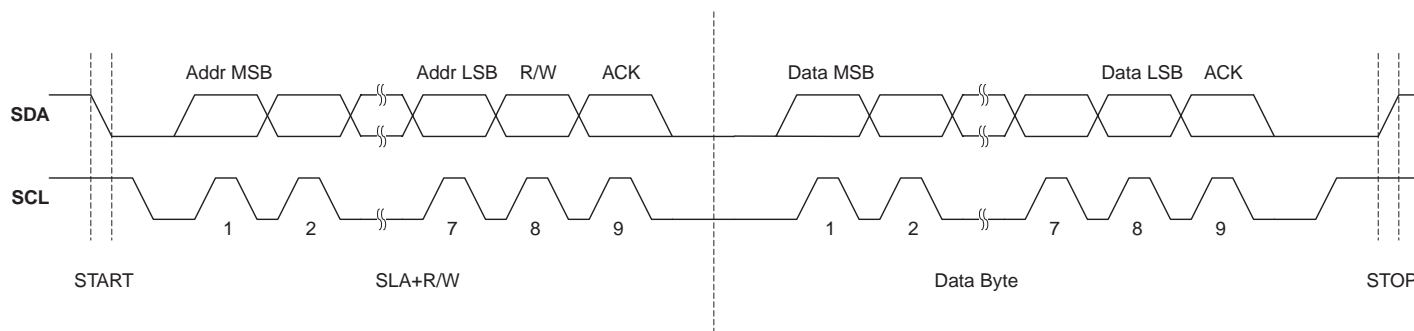 Addr MSB Addr LSB R/W ACK Data MSB Data LSB ACK
SDA
SCL
1 2 7 8 9 1 2 7 8 9
START SLA+R/W Data Byte STOP